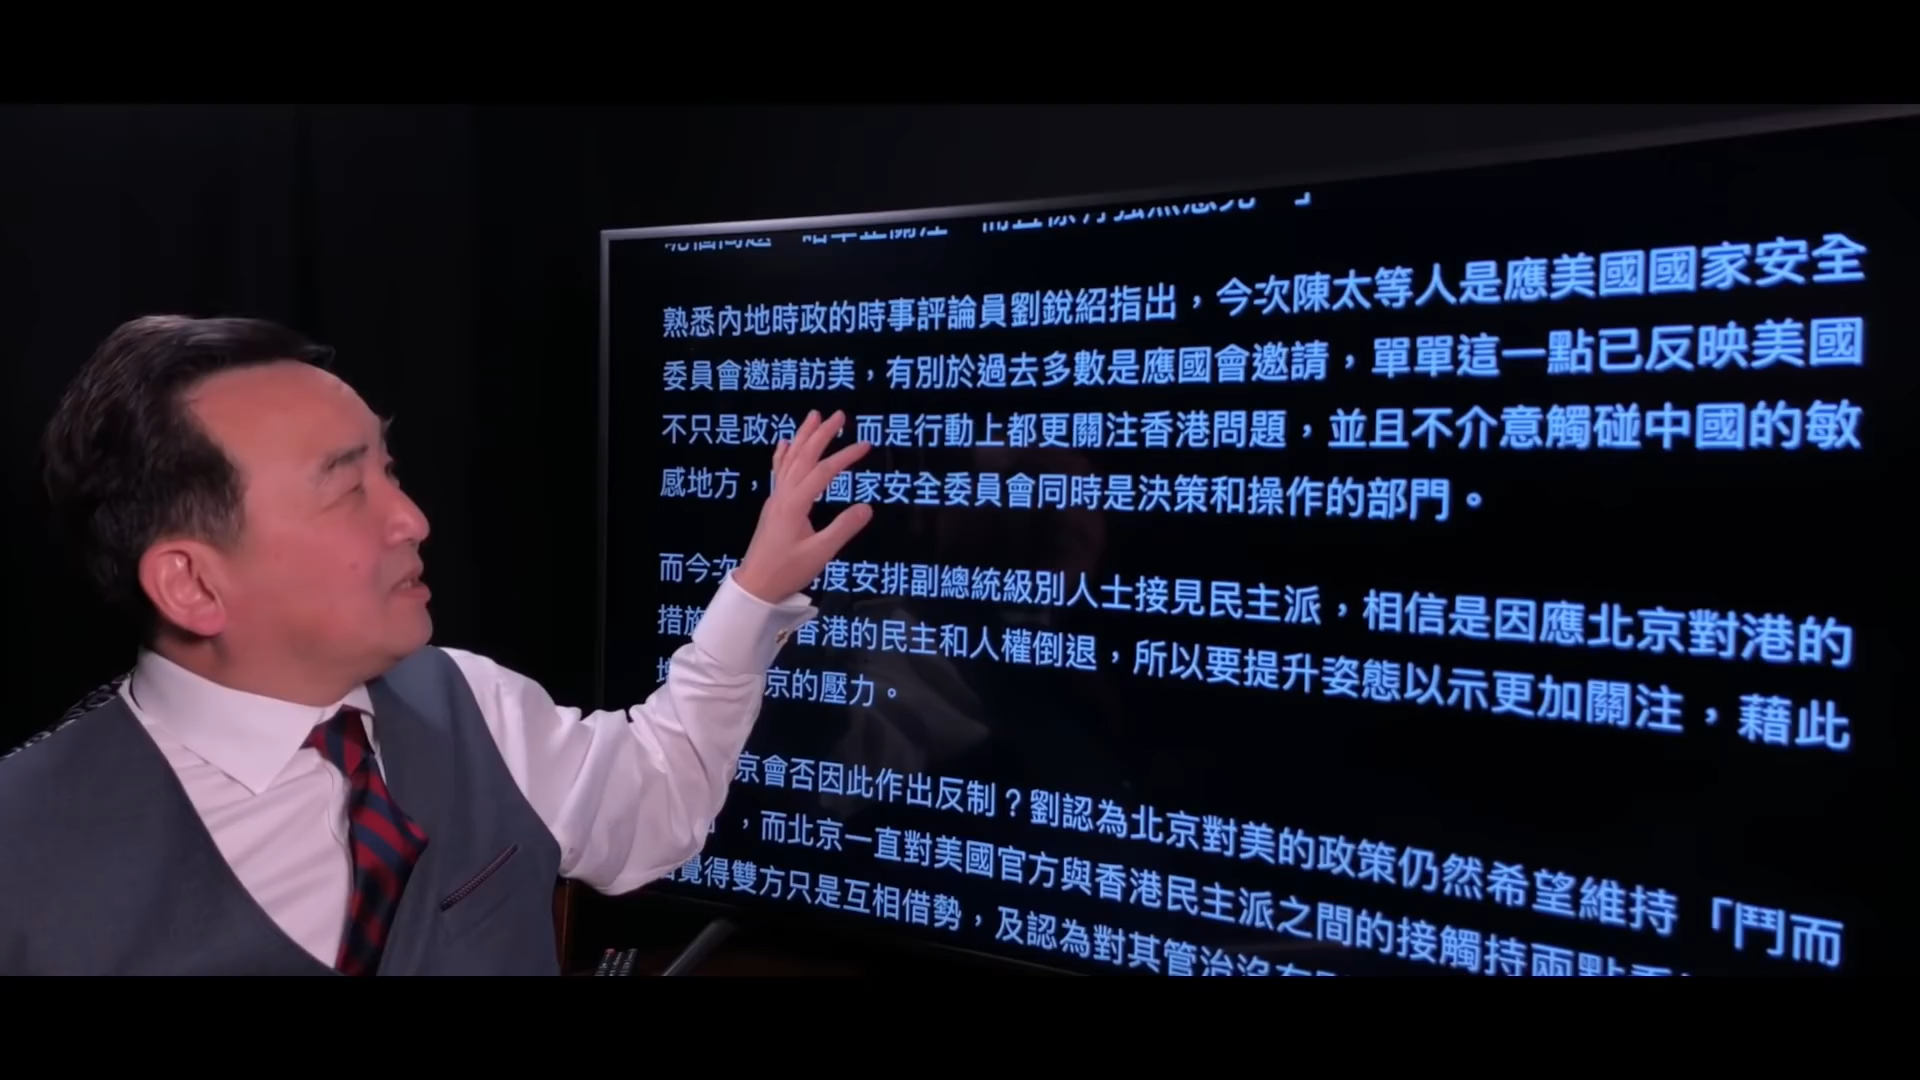 熟悉內地時政的時事評論員劉銳紹指出，今次陳太等人是應美國國家安全
委員會邀請訪美，有別於過去多數是應國會邀請，單單這一點已反映美國
不只是政治，而是行動上都更關注香港問題，並且不介意觸碰中國的敏
感地方，國家安全委員會同時是決策和操作的部門。
而今次度安排副總統級別人士接見民主派，相信是因應北京對港的
措施香港的民主和人權倒退，所以要提升姿態以示更加關注，藉此
京的壓力。
京會否因此作出反制？劉認為北京對美的政策仍然希望維持「鬥而
」，而北京一直對美國官方與香港民主派之間的接觸持兩點
覺得雙方只是互相借勢，及認為對其管治沒有